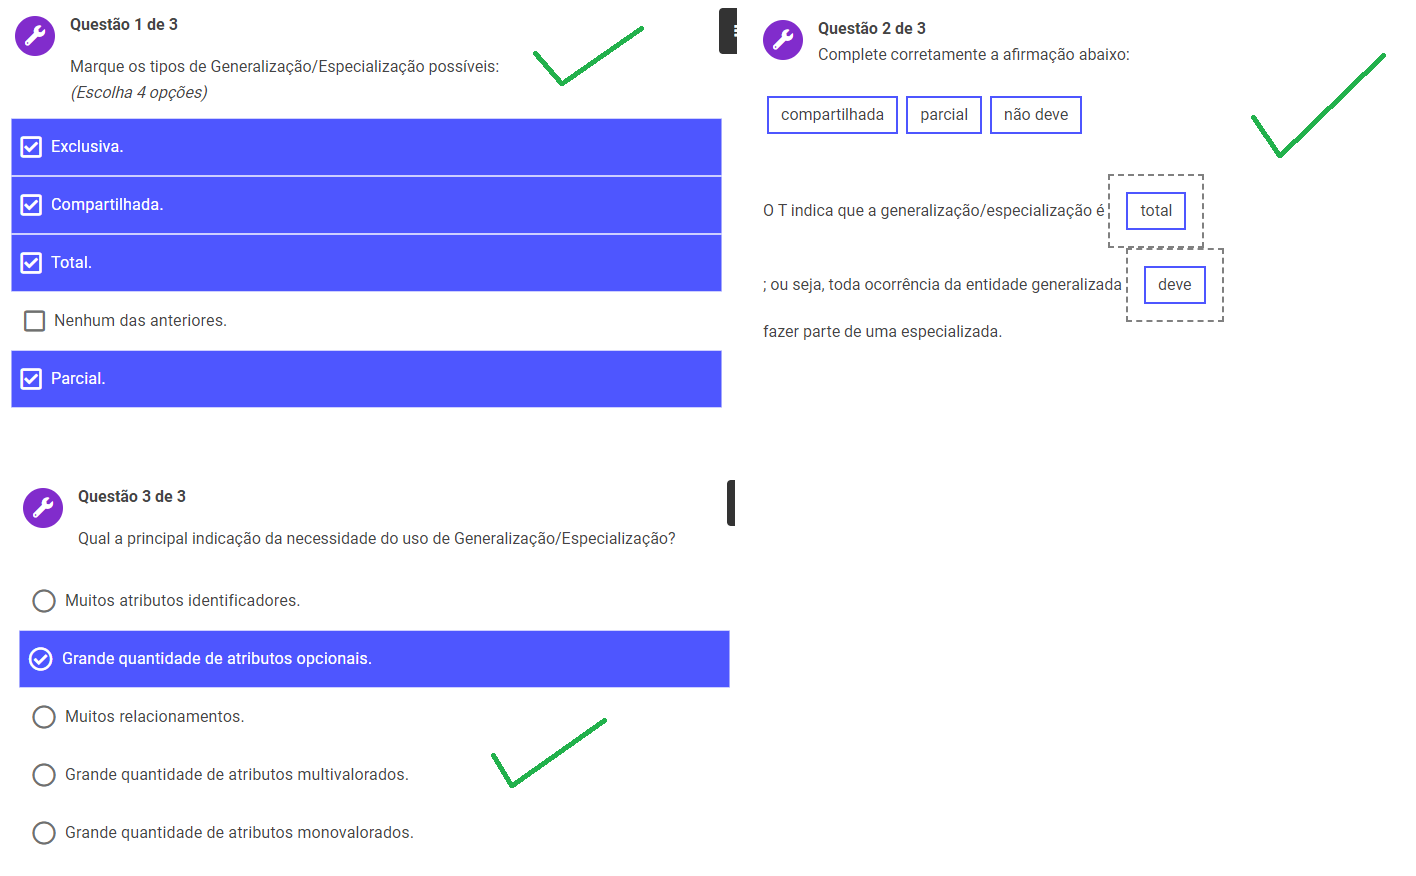 Questão 1 de 3
Marque os tipos de Generalização/Especialização possíveis:
(Escolha 4 opções)
Exclusiva.
Compartilhada.
Total.
Nenhum das anteriores.
Parcial.
Questão 2 de 3
Complete corretamente a afirmação abaixo:
compartilhada parcial não deve
O T indica que a generalização/especialização é total
; ou seja, toda ocorrência da entidade generalizada deve
fazer parte de uma especializada.
Questão 3 de 3
Qual a principal indicação da necessidade do uso de Generalização/Especialização?
Muitos atributos identificadores.
Grande quantidade de atributos opcionais.
Muitos relacionamentos.
Grande quantidade de atributos multivalorados.
Grande quantidade de atributos monovalorados.